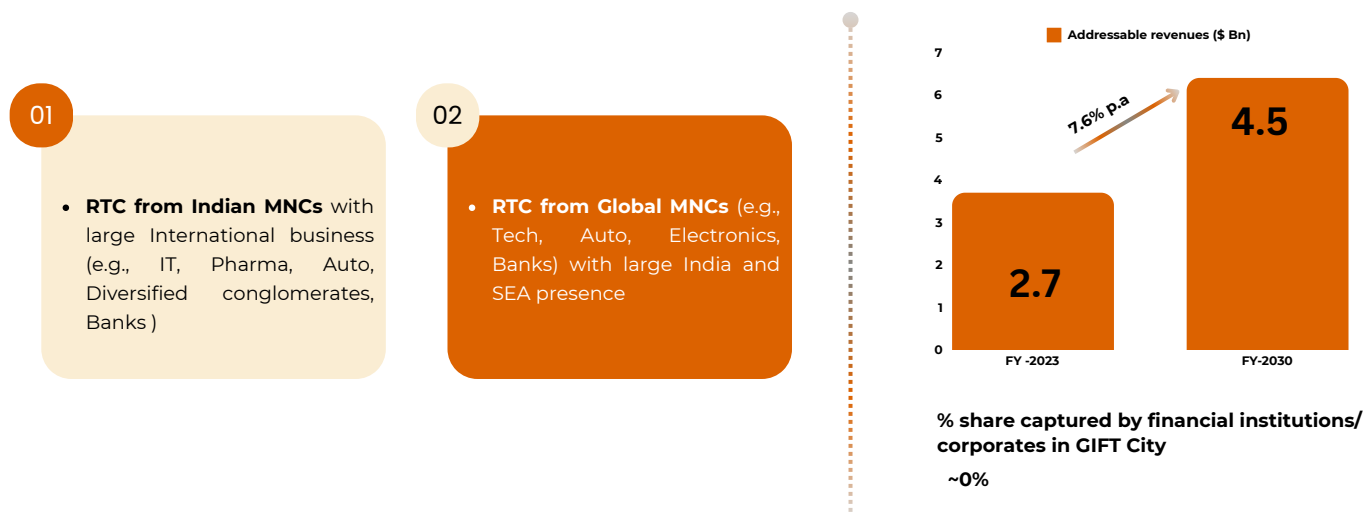 01
• RTC from Indian MNCs with
large International business
(e.g., IT, Pharma, Auto,
Diversified conglomerates,
Banks )
02
• RTC from Global MNCs (e.g.,
Tech, Auto, Electronics,
Banks) with large India and
SEA presence
Addressable revenues ($ Bn)
7
6
5
4
3
2
1
0
7.6% p.a
2.7
4.5
FY -2023
FY-2030
% share captured by financial institutions/
corporates in GIFT City
~0%